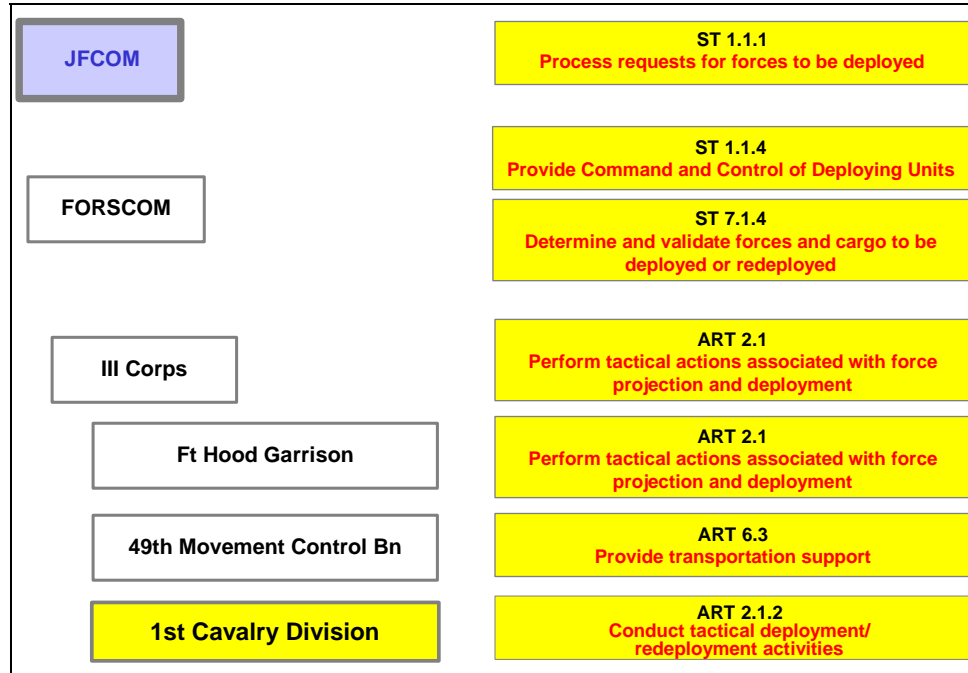 JFCOM
ST 1.1.1
Process requests for forces to be deployed
FORSCOM
ST 1.1.4
Provide Command and Control of Deploying Units
ST 7.1.4
Determine and validate forces and cargo to be
deployed or redeployed
III Corps
ART 2.1
Perform tactical actions associated with force
projection and deployment
Ft Hood Garrison
ART 2.1
Perform tactical actions associated with force
projection and deployment
49th Movement Control Bn
ART 6.3
Provide transportation support
1st Cavalry Division
ART 2.1.2
Conduct tactical deployment/
redeployment activities